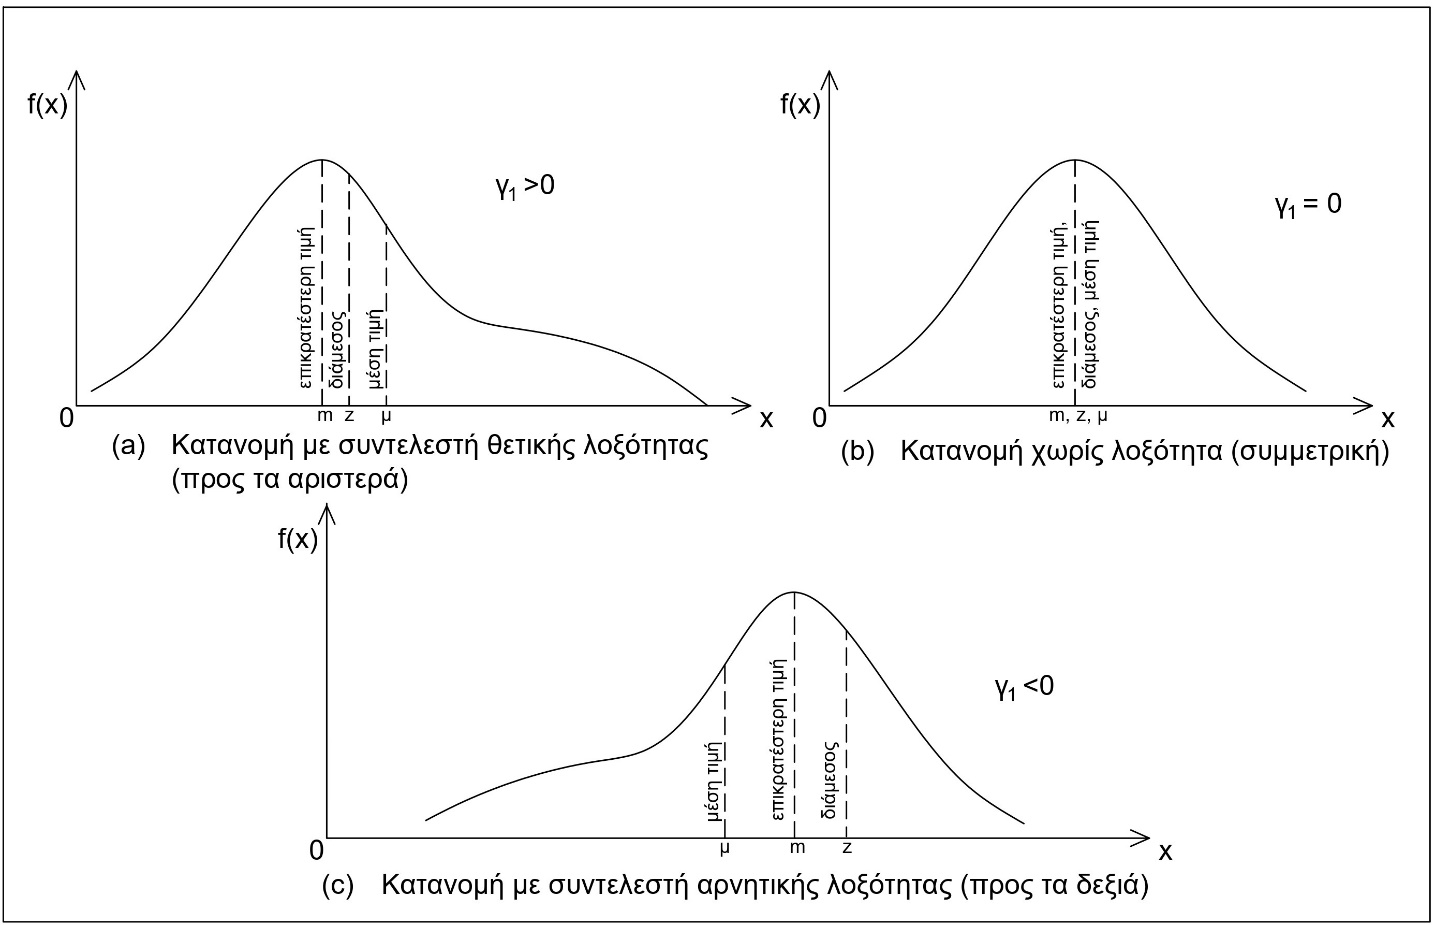 f(x)
γ1 >0
επικρατέστερη τιμή
διάμεσος
μέση τιμή
0
m z μ
x
(a) Κατανομή με συντελεστή θετικής λοξότητας
(προς τα αριστερά)
f(x)
γ1 = 0
επικρατέστερη τιμή,
διάμεσος, μέση τιμή
0
m, z, μ
x
(b) Κατανομή χωρίς λοξότητα (συμμετρική)
f(x)
γ1 <0
μέση τιμή
επικρατέστερη τιμή
διάμεσος
0
μ m z
x
(c) Κατανομή με συντελεστή αρνητικής λοξότητας (προς τα δεξιά)